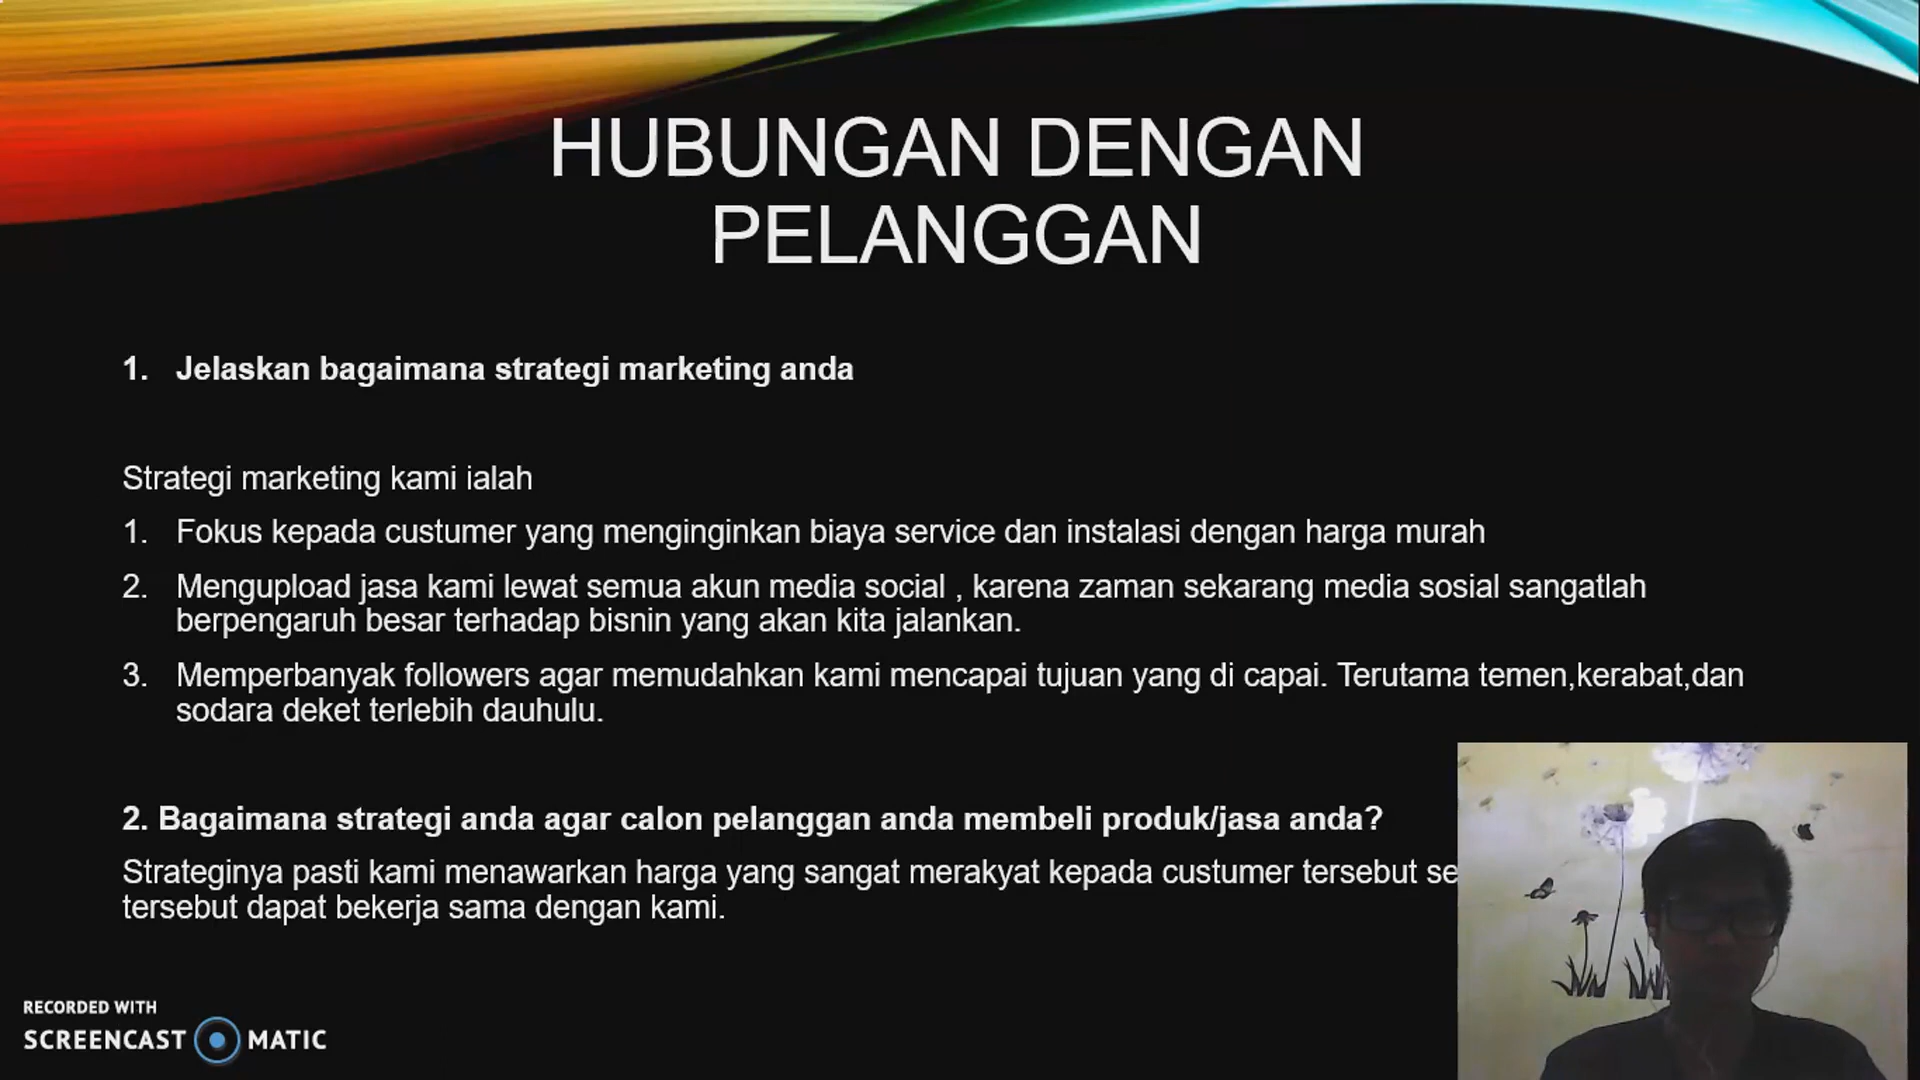 HUBUNGAN DENGAN
PELANGGAN
1. Jelaskan bagaimana strategi marketing anda
Strategi marketing kami ialah
1. Fokus kepada custumer yang menginginkan biaya service dan instalasi dengan harga murah
2. Mengupload jasa kami lewat semua akun media social , karena zaman sekarang media sosial sangatlah
berpengaruh besar terhadap bisnin yang akan kita jalankan.
3. Memperbanyak followers agar memudahkan kami mencapai tujuan yang di capai. Terutama temen,kerabat,dan
sodara deket terlebih dauhulu.
2. Bagaimana strategi anda agar calon pelanggan anda membeli produk/jasa anda?
Strateginya pasti kami menawarkan harga yang sangat merakyat kepada custumer tersebut
tersebut dapat bekerja sama dengan kami.
RECORDED WITH
SCREENCAST MATIC